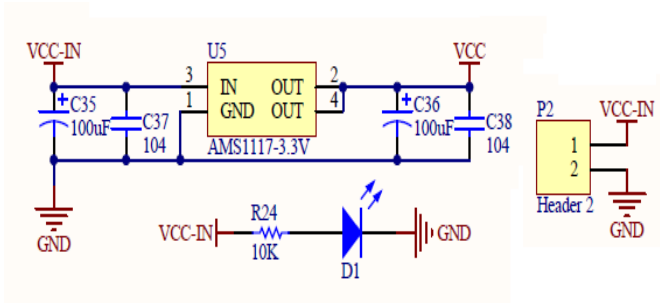 VCC-IN
U5
VCC
3
IN
OUT
2
1
GND
OUT
4
C35
100uF
C37
104
AMS1117-3.3V
C36
100uF
C38
104
GND
P2
VCC-IN
1
2
Header 2
GND
R24
VCC-IN
10K
D1
GND